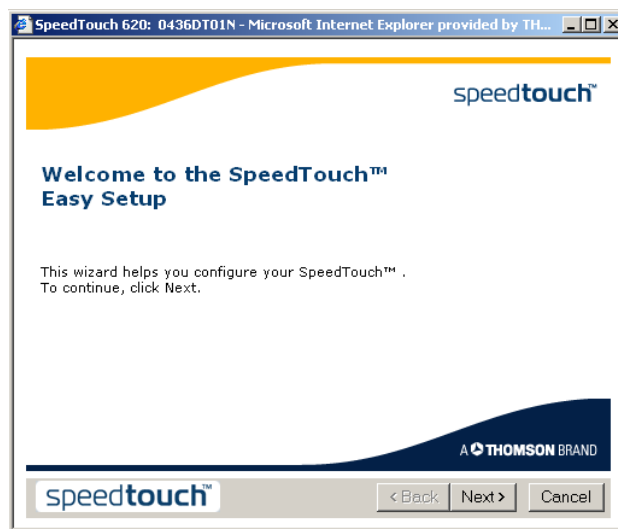 SpeedTouch 620: 0436DT01N - Microsoft Internet Explorer provided by TH...
speedtouch™
Welcome to the SpeedTouch™
Easy Setup
This wizard helps you configure your SpeedTouch™ .
To continue, click Next.
A THOMSON BRAND
speedtouch™
< Back Next > Cancel